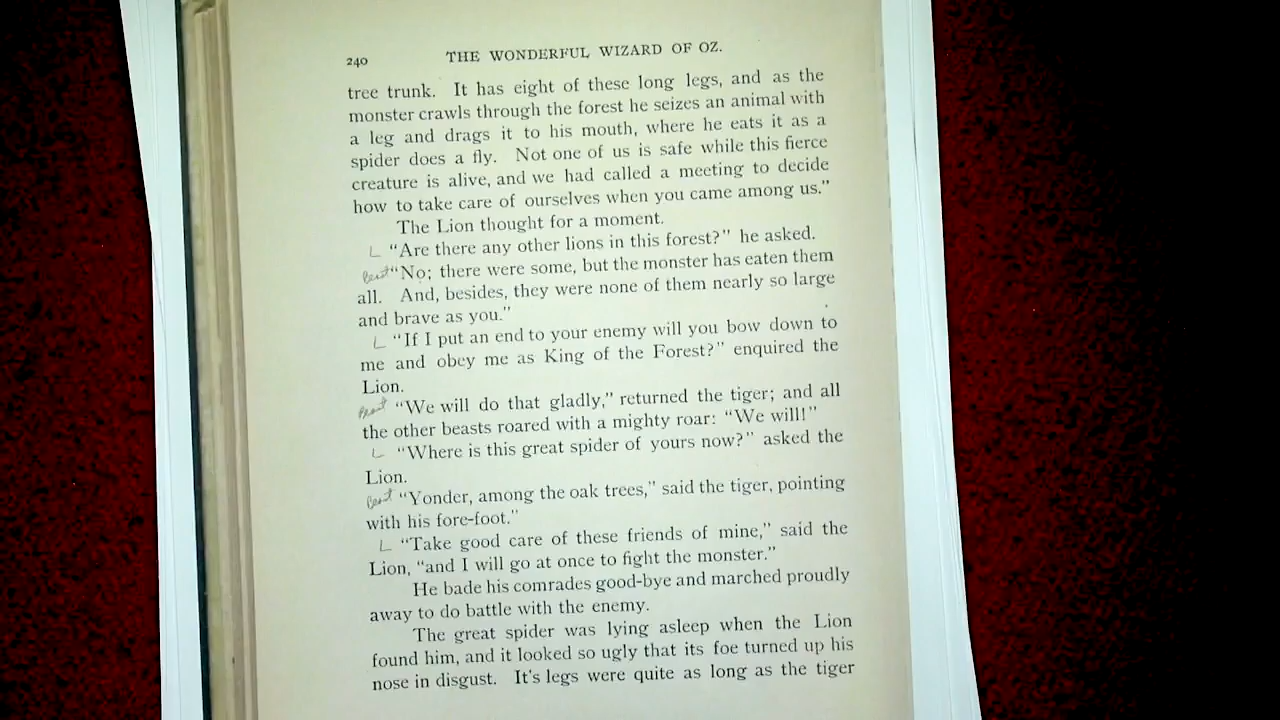 240 THE WONDERFUL WIZARD OF OZ.
tree trunk. It has eight of these long legs, and as the
monster crawls through the forest he seizes an animal with
a leg and drags it to his mouth, where he eats it as a
spider does a fly. Not one of us is safe while this fierce
creature is alive, and we had called a meeting to decide
how to take care of ourselves when you came among us.”
The Lion thought for a moment.
L “Are there any other lions in this forest?” he asked.
Beast “No; there were some, but the monster has eaten them
all. And, besides, they were none of them nearly so large
and brave as you.”
L “If I put an end to your enemy will you bow down to
me and obey me as King of the Forest?” enquired the
Lion.
Beast “We will do that gladly,” returned the tiger; and all
the other beasts roared with a mighty roar: “We will!”
L “Where is this great spider of yours now?” asked the
Lion.
Beast “Yonder, among the oak trees,” said the tiger, pointing
with his fore-foot.”
L “Take good care of these friends of mine,” said the
Lion, “and I will go at once to fight the monster.”
He bade his comrades good-bye and marched proudly
away to do battle with the enemy.
The great spider was lying asleep when the Lion
found him, and it looked so ugly that its foe turned up his
nose in disgust. It's legs were quite as long as the tiger